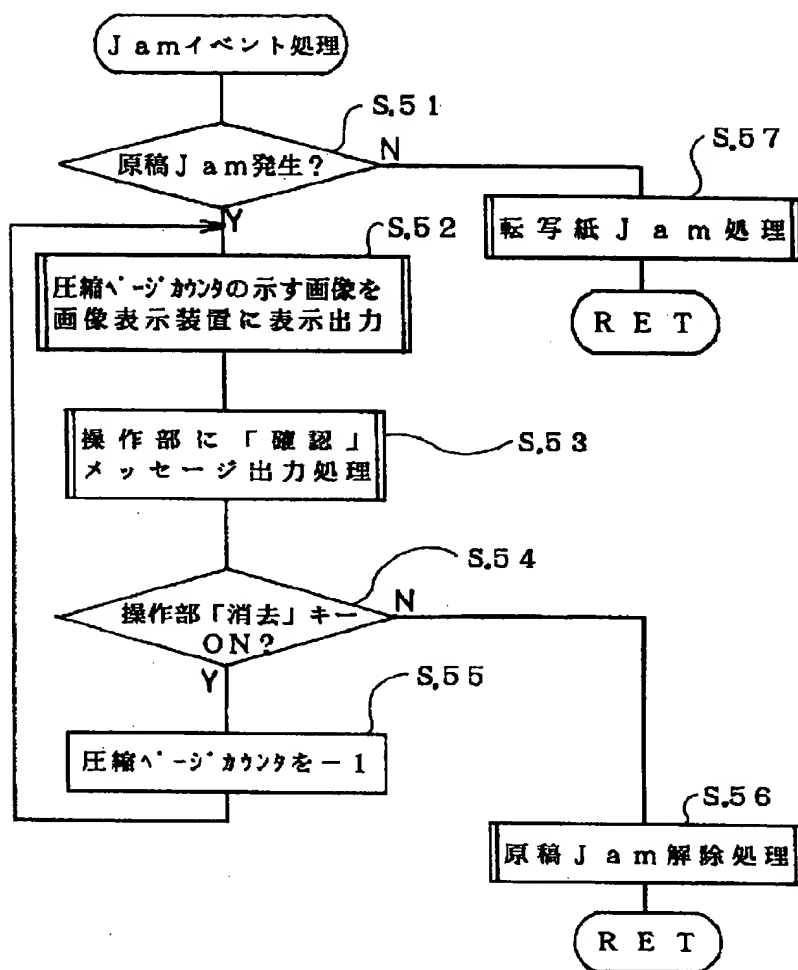 Jamイベント処理
S.51
原稿Jam発生?
N
Y
S.57
転写紙Jam処理
RET
S.52
圧縮ページカウンタの示す画像を
画像表示装置に表示出力
S.53
操作部に「確認」
メッセージ出力処理
S.54
操作部「消去」キー
ON?
N
Y
S.55
圧縮ページカウンタを-1
S.56
原稿Jam解除処理
RET